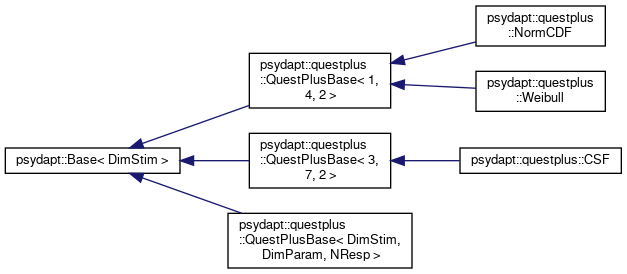 psydapt::Base< DimStim >
psydapt::questplus
::QuestPlusBase< 1,
4, 2 >
psydapt::questplus
::NormCDF
psydapt::questplus
::Weibull
psydapt::questplus
::QuestPlusBase< 3,
7, 2 >
psydapt::questplus::CSF
psydapt::questplus
::QuestPlusBase< DimStim,
DimParam, NResp >